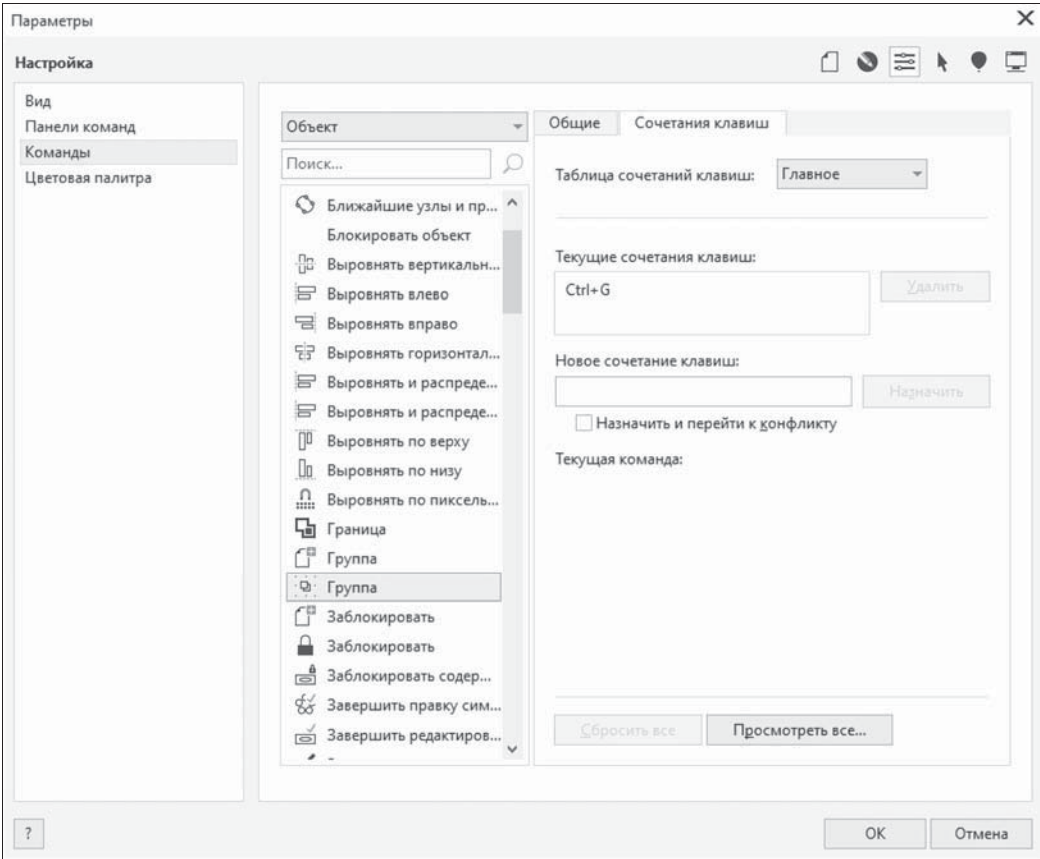 Параметры
Настройка
Вид
Панели команд
Команды
Цветовая палитра
Объект
Поиск...
Ближайшие узлы и пр...
Блокировать объект
Выровнять вертикальн...
Выровнять влево
Выровнять вправо
Выровнять горизонтал...
Выровнять и распреде...
Выровнять и распреде...
Выровнять по верху
Выровнять по низу
Выровнять по пиксель...
Граница
Группа
Группа
Заблокировать
Заблокировать
Заблокировать содер...
Завершить правку сим...
Завершить редактиров...
Общие
Сочетания клавиш
Таблица сочетаний клавиш:
Главное
Текущие сочетания клавиш:
Ctrl+G
Удалить
Новое сочетание клавиш:
Назначить
Назначить и перейти к конфликту
Текущая команда:
Сбросить все
Просмотреть все...
?
ОК
Отмена